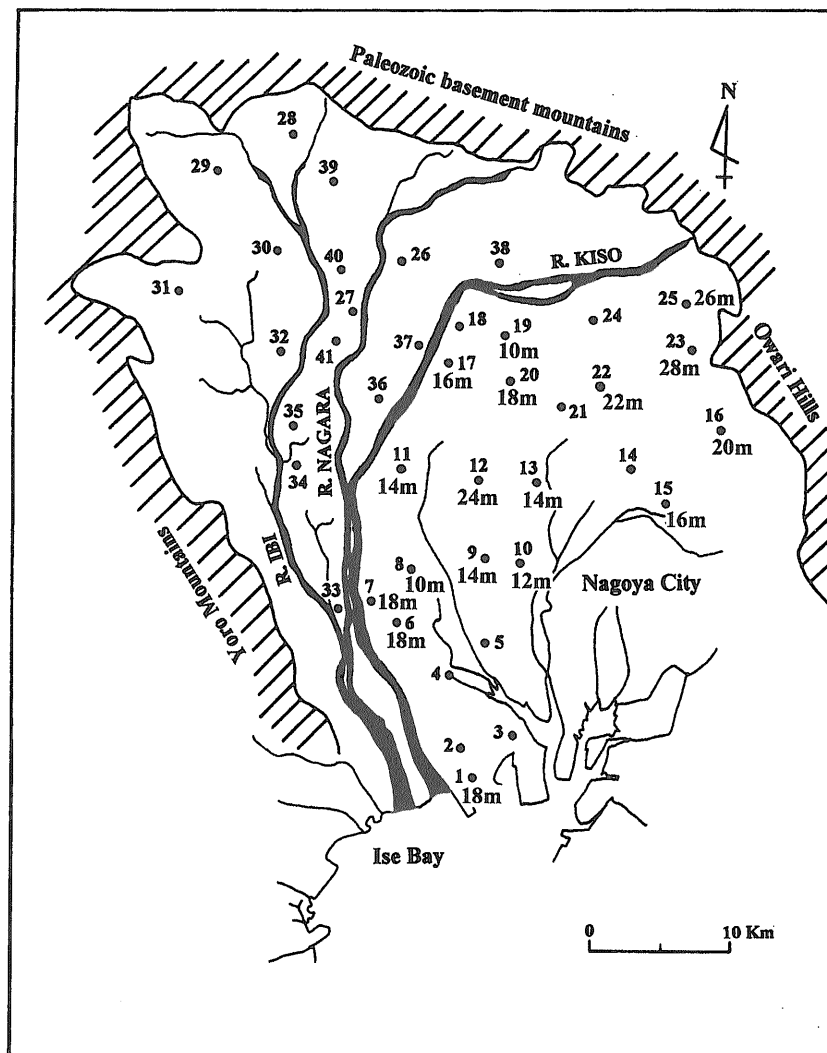 Paleozoic basement mountains
N
28
29
39
30
40
26
38
R. KISO
31
27
25 26m
18
19
10m
24
Owari Hills
32
41
37
17
16m
23
28m
20
18m
22
22m
36
21
16
20m
35
R. NAGARA
34
11
14m
12
24m
13
14m
14
15
16m
R. IBI
8
10m
9
14m
10
12m
Nagoya City
33
7
18m
6
18m
Yoro Mountains
5
4
3
2
1
18m
Ise Bay
0 10 Km